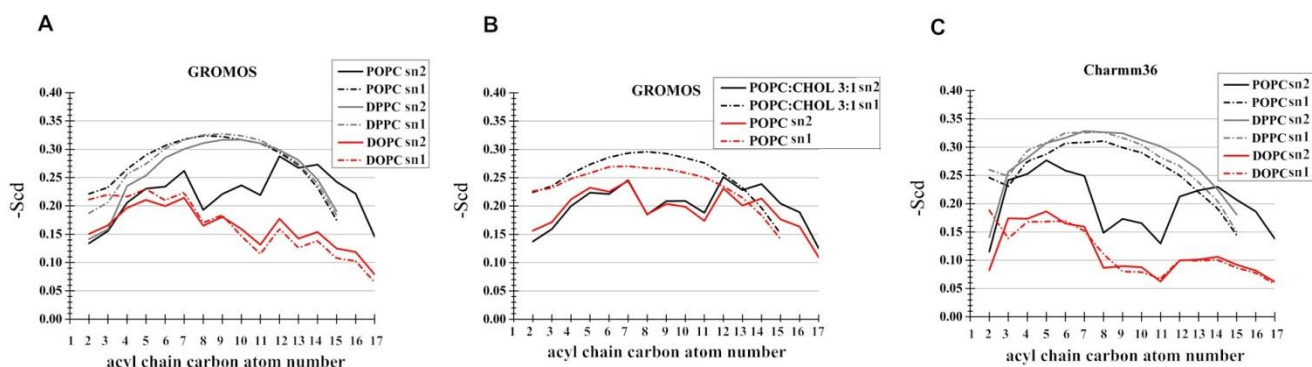 A
GROMOS
POPC sn2
POPC sn1
DPPC sn2
DPPC sn1
DOPC sn2
DOPC sn1
-Scd
0.40
0.35
0.30
0.25
0.20
0.15
0.10
0.05
0.00
1 2 3 4 5 6 7 8 9 10 11 12 13 14 15 16 17
acyl chain carbon atom number
B
GROMOS
POPC:CHOL 3:1 sn2
POPC:CHOL 3:1 sn1
POPC sn2
POPC sn1
-Scd
0.40
0.35
0.30
0.25
0.20
0.15
0.10
0.05
0.00
1 2 3 4 5 6 7 8 9 10 11 12 13 14 15 16 17
acyl chain carbon atom number
C
Charmm36
POPC sn2
POPC sn1
DPPC sn2
DPPC sn1
DOPC sn2
DOPC sn1
-Scd
0.40
0.35
0.30
0.25
0.20
0.15
0.10
0.05
0.00
1 2 3 4 5 6 7 8 9 10 11 12 13 14 15 16 17
acyl chain carbon atom number